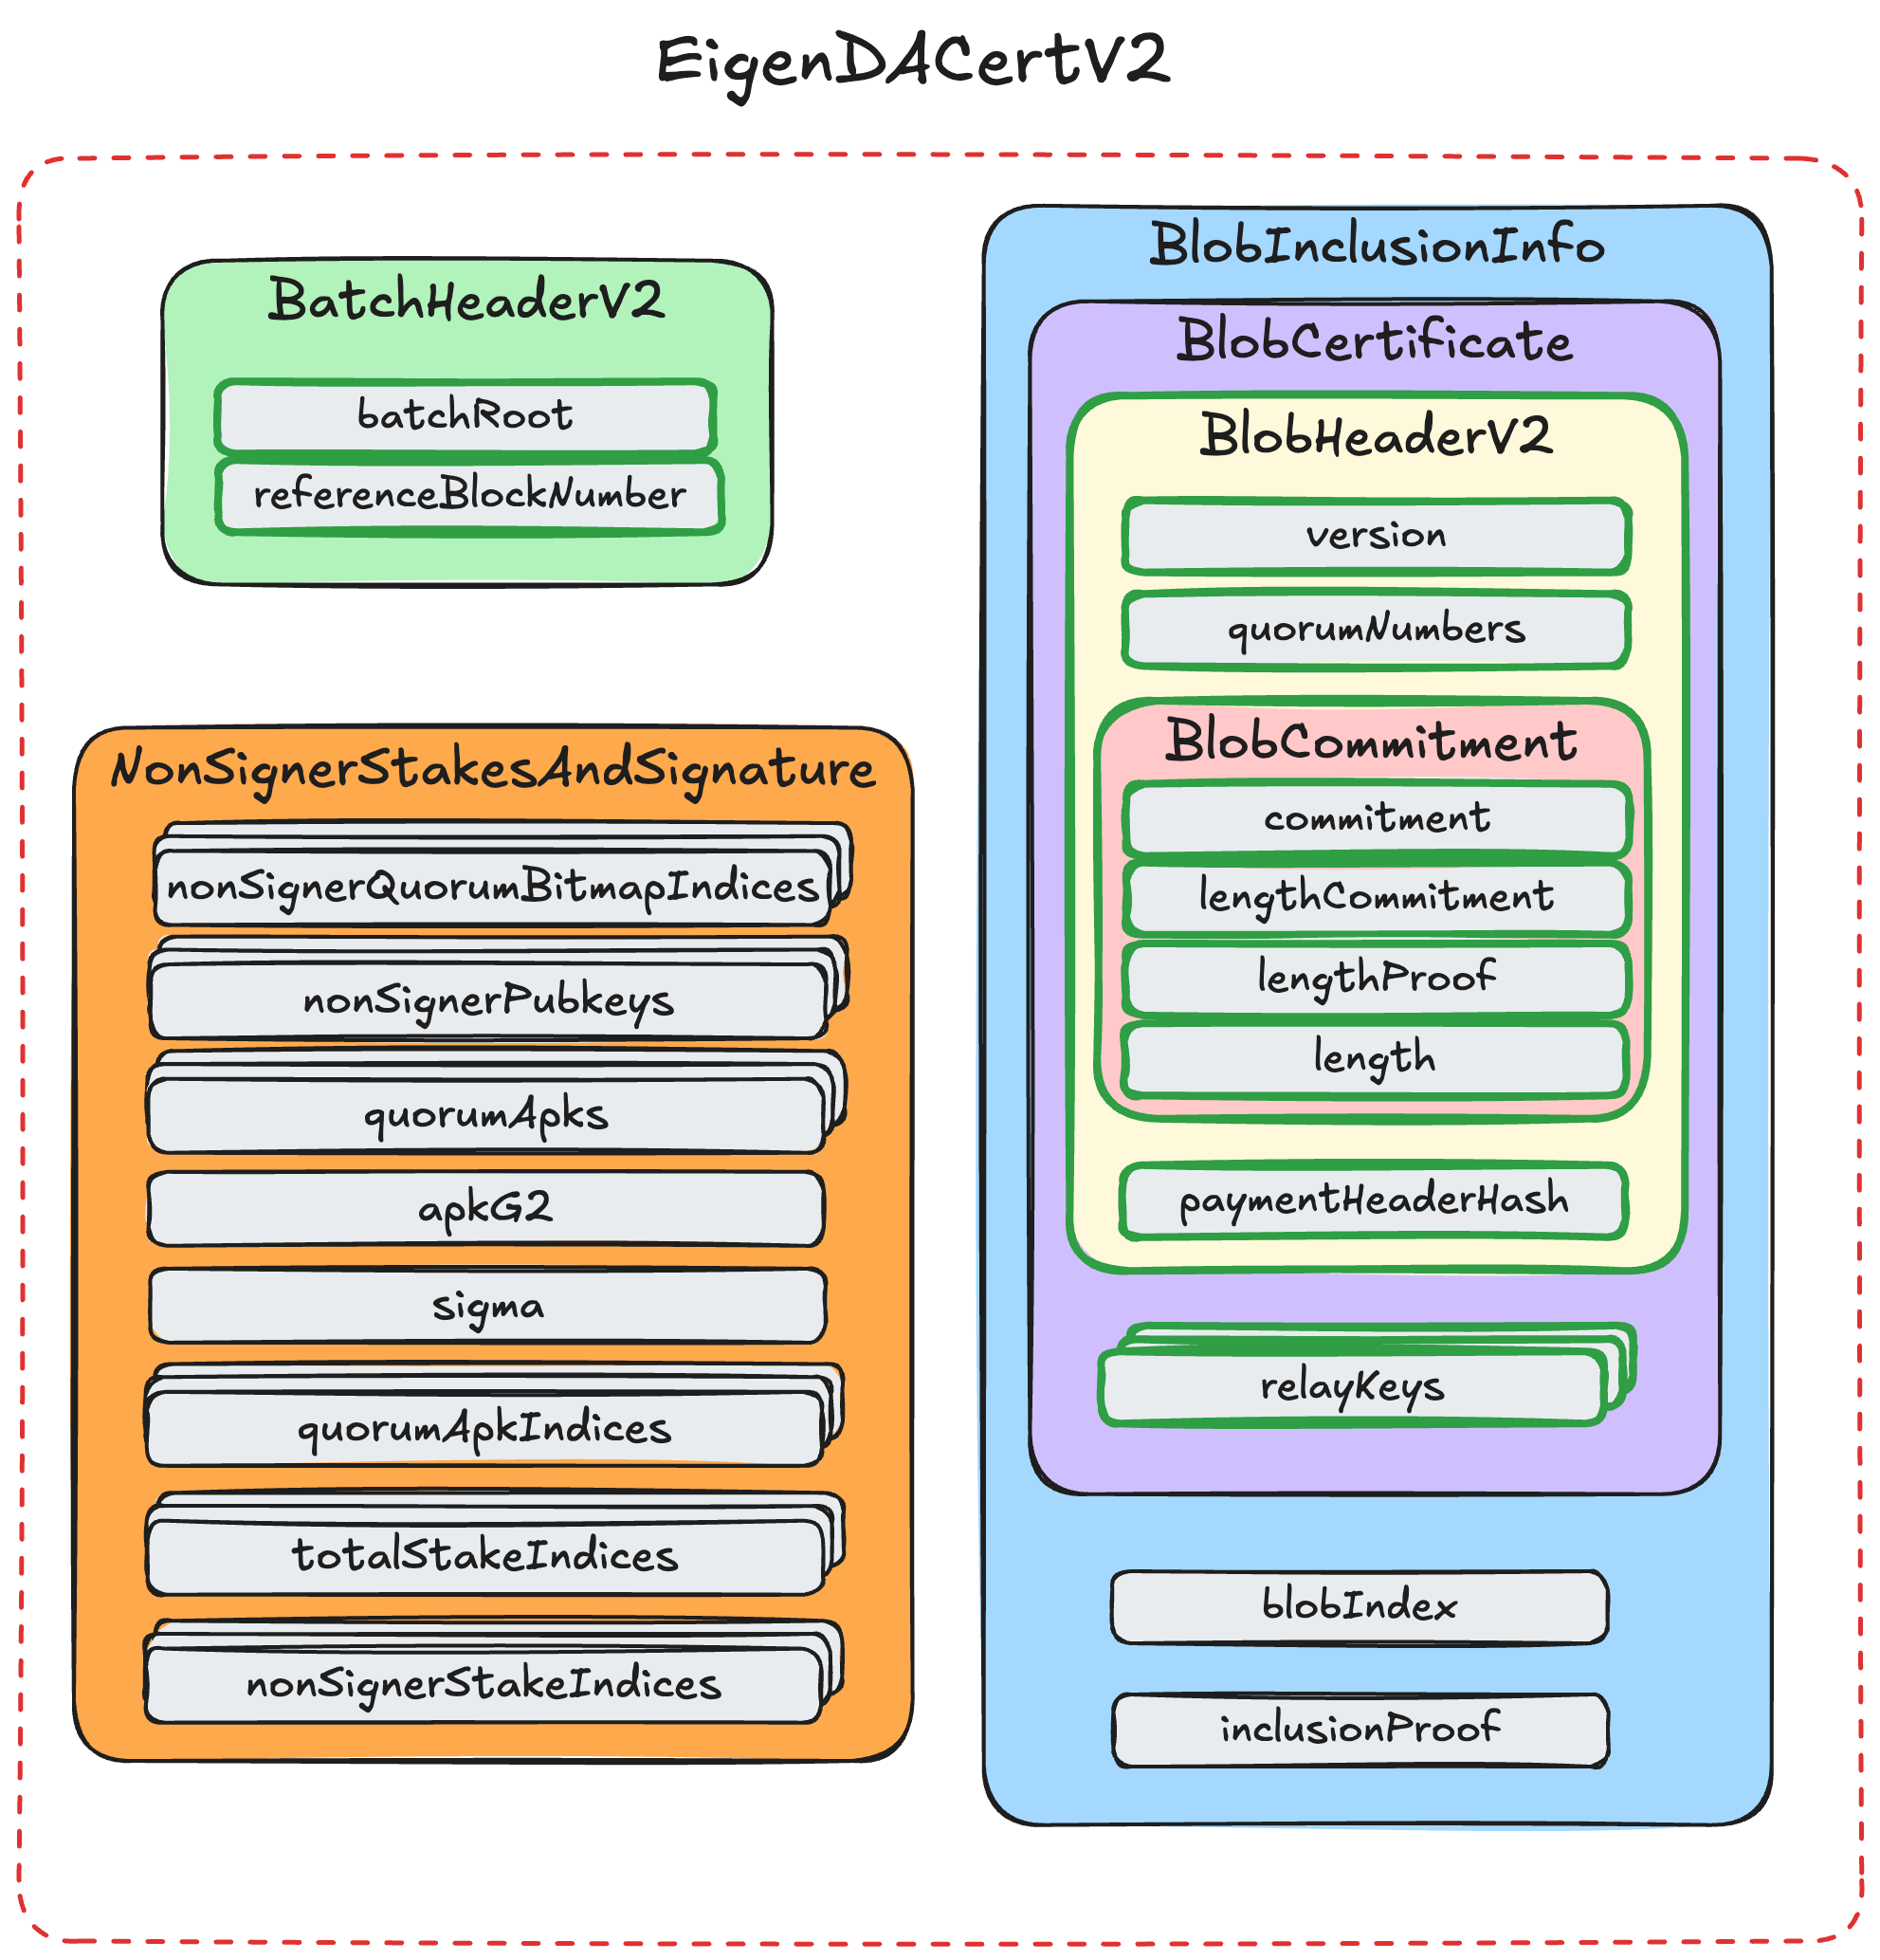 EigenDACertV2
BatchHeaderV2
batchRoot
referenceBlockNumber
NonSignerStakesAndSignature
nonSignerQuorumBitmapIndices
nonSignerPubkeys
quorumApks
apkG2
sigma
quorumApkIndices
totalStakeIndices
nonSignerStakeIndices
BlobInclusionInfo
BlobCertificate
BlobHeaderV2
version
quorumNumbers
BlobCommitment
commitment
lengthCommitment
lengthProof
length
paymentHeaderHash
relayKeys
blobIndex
inclusionProof